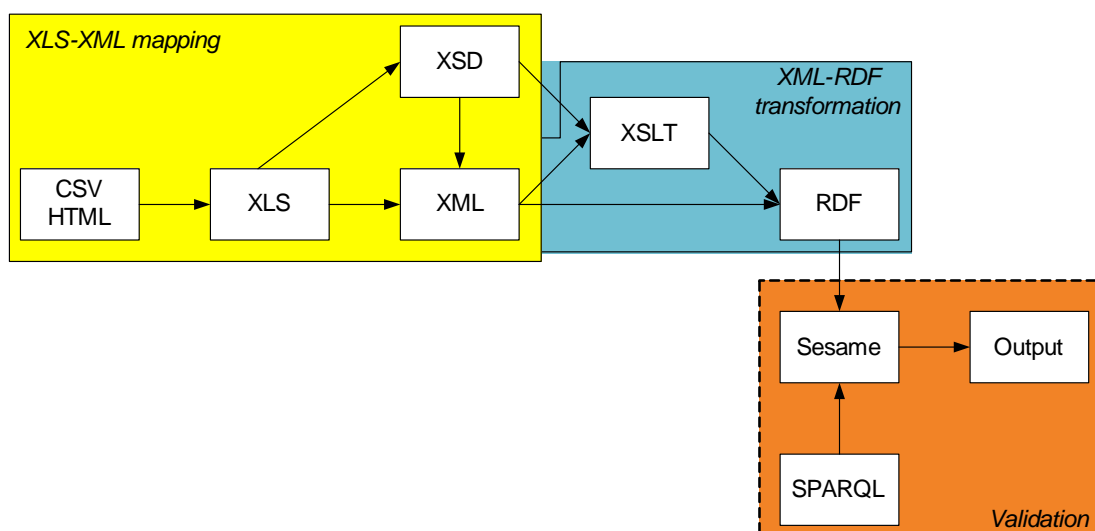 XLS-XML mapping
XSD
XML-RDF
transformation
XSLT
CSV
HTML
XLS
XML
RDF
Sesame
Output
SPARQL
Validation